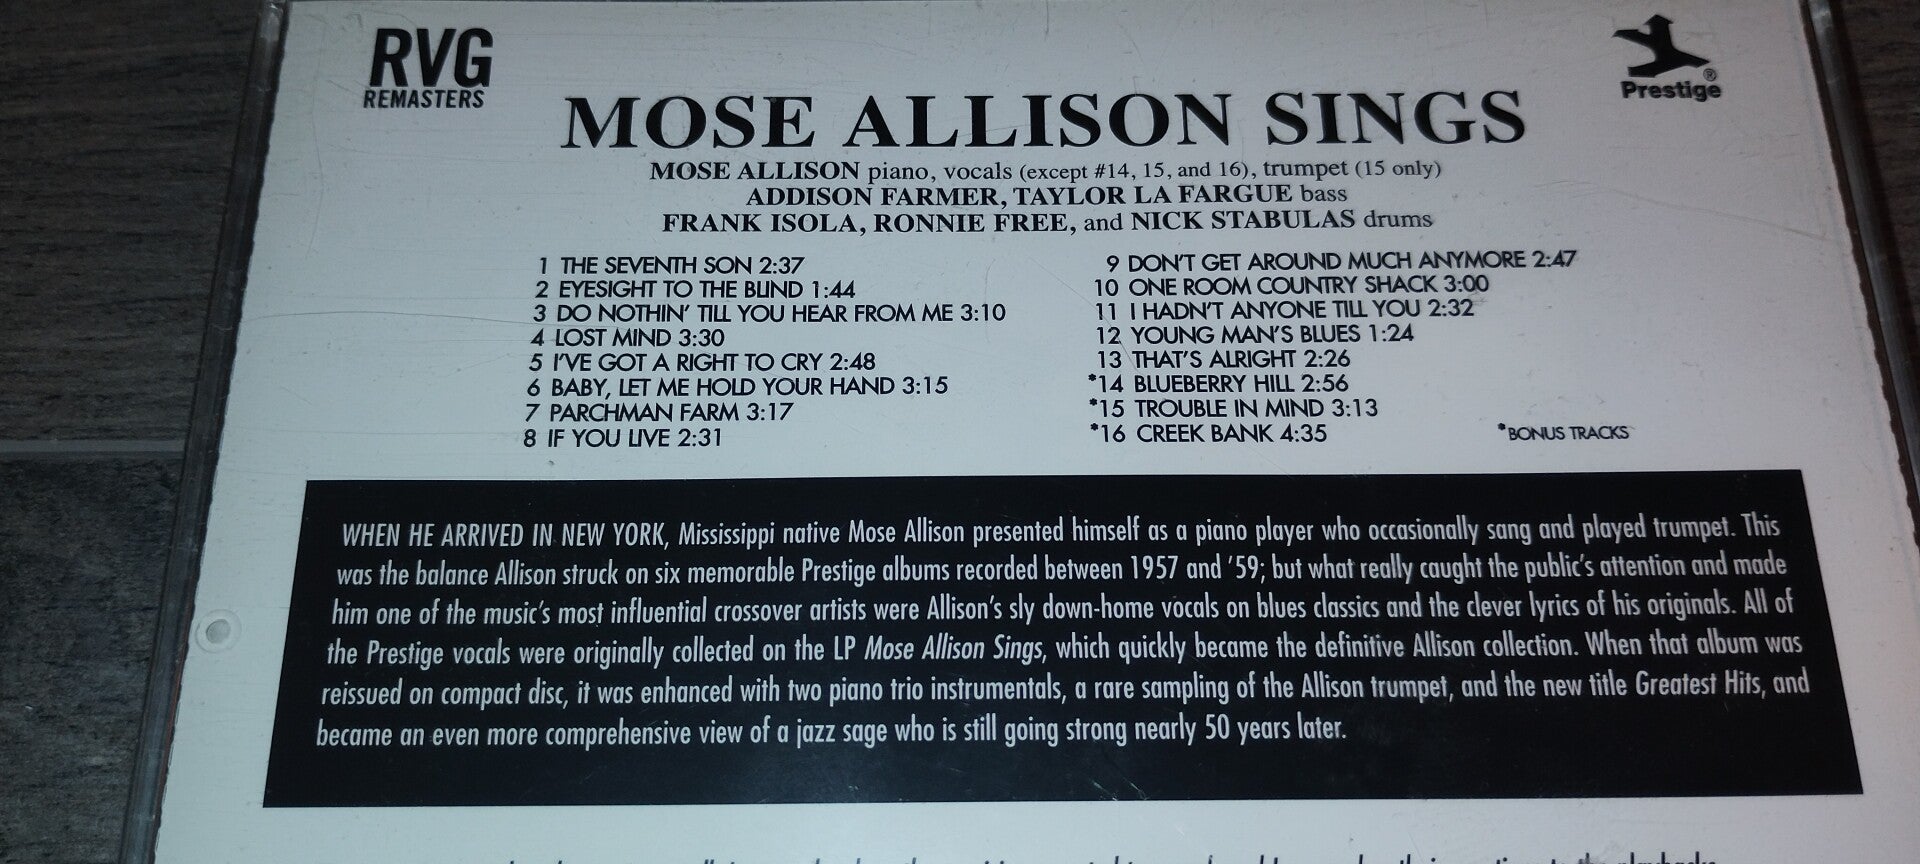 RVG
REMASTERS
Prestige®
MOSE ALLISON SINGS
MOSE ALLISON piano, vocals (except #14, 15, and 16), trumpet (15 only)
ADDISON FARMER, TAYLOR LA FARGUE bass
FRANK ISOLA, RONNIE FREE, and NICK STABULAS drums
1 THE SEVENTH SON 2:37
2 EYESIGHT TO THE BLIND 1:44
3 DO NOTHIN' TILL YOU HEAR FROM ME 3:10
4 LOST MIND 3:30
5 I'VE GOT A RIGHT TO CRY 2:48
6 BABY, LET ME HOLD YOUR HAND 3:15
7 PARCHMAN FARM 3:17
8 IF YOU LIVE 2:31
9 DON'T GET AROUND MUCH ANYMORE 2:47
10 ONE ROOM COUNTRY SHACK 3:00
11 I HADN'T ANYONE TILL YOU 2:32
12 YOUNG MAN'S BLUES 1:24
13 THAT'S ALRIGHT 2:26
*14 BLUEBERRY HILL 2:56
*15 TROUBLE IN MIND 3:13
*16 CREEK BANK 4:35
*BONUS TRACKS
WHEN HE ARRIVED IN NEW YORK, Mississippi native Mose Allison presented himself as a piano player who occasionally sang and played trumpet. This
was the balance Allison struck on six memorable Prestige albums recorded between 1957 and '59; but what really caught the public's attention and made
him one of the music's most influential crossover artists were Allison's sly down-home vocals on blues classics and the clever lyrics of his originals. All of
the Prestige vocals were originally collected on the LP Mose Allison Sings, which quickly became the definitive Allison collection. When that album was
reissued on compact disc, it was enhanced with two piano trio instrumentals, a rare sampling of the Allison trumpet, and the new title Greatest Hits, and
became an even more comprehensive view of a jazz sage who is still going strong nearly 50 years later.